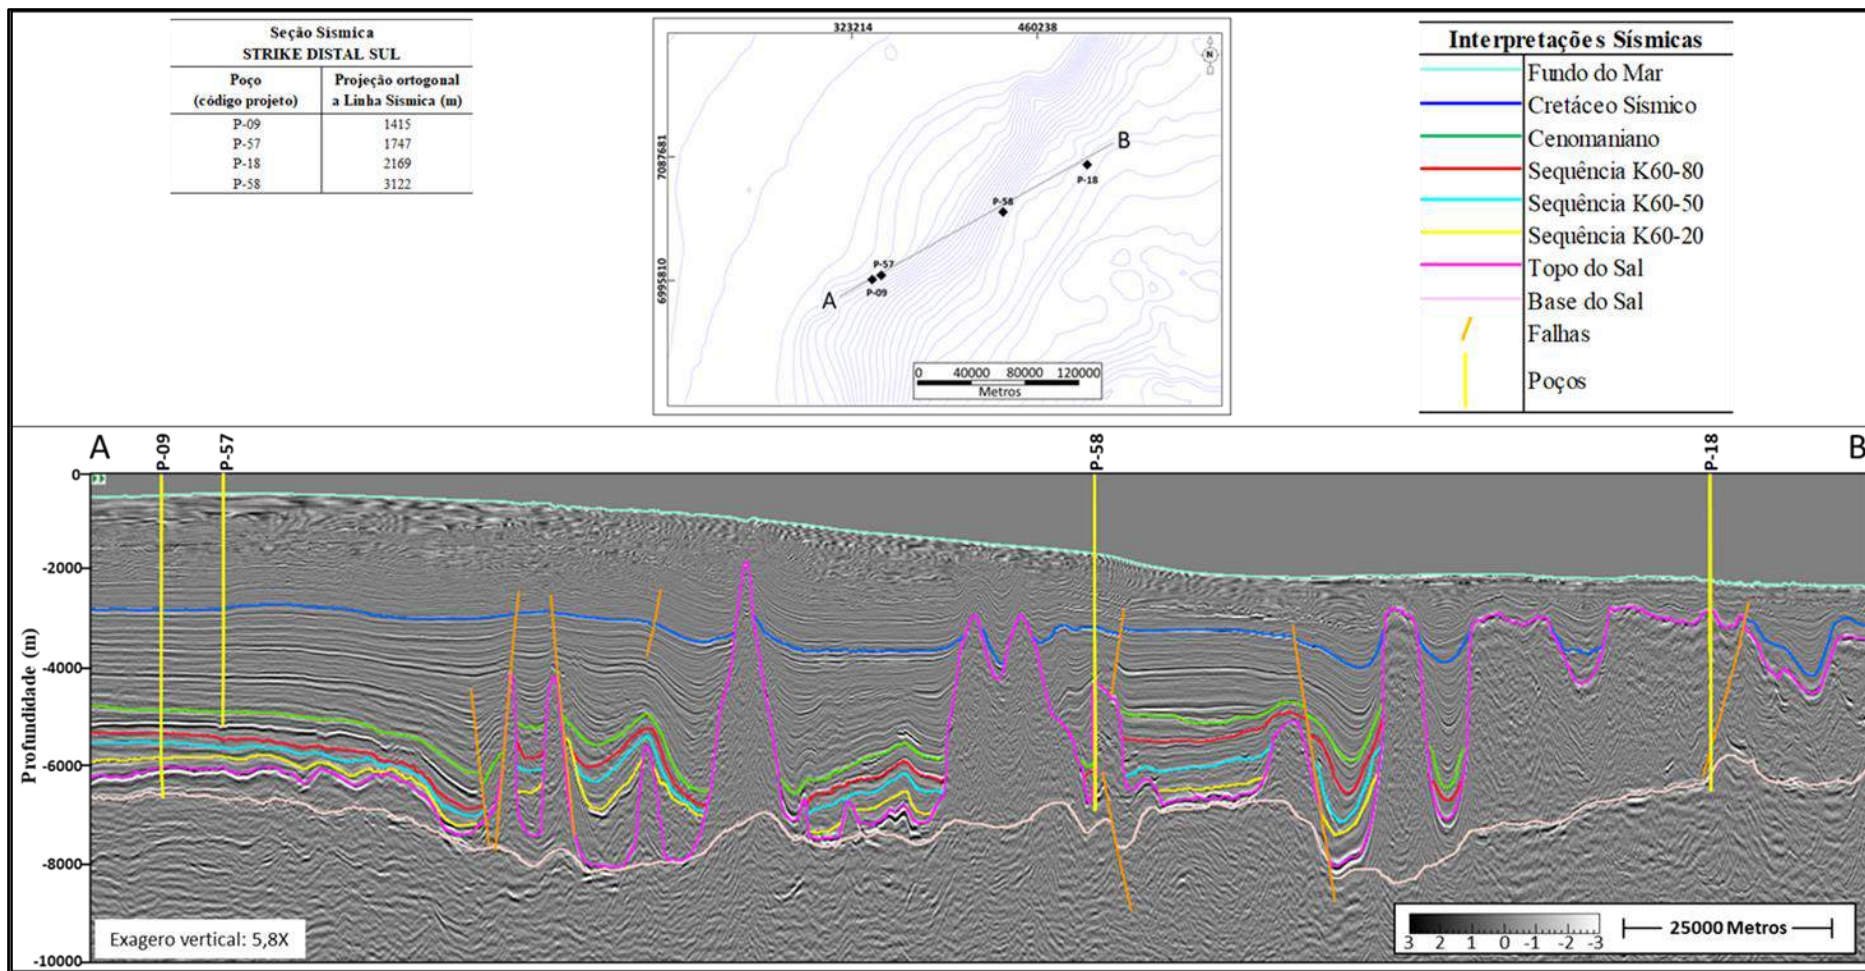 Seção Sísmica
STRIKE DISTAL SUL
Poço
(código projeto)
Projeção ortogonal
a Linha Sísmica (m)
P-09 1415
P-57 1747
P-18 2169
P-58 3122
323214 460238
7087681
6995810
N
B
P-18
P-58
P-57
P-09
A
0 40000 80000 120000
Metros
Interpretações Sísmicas
Fundo do Mar
Cretáceo Sísmico
Cenomaniano
Sequência K60-80
Sequência K60-50
Sequência K60-20
Topo do Sal
Base do Sal
Falhas
Poços
A P-09 P-57 P-58 P-18 B
Profundidade (m)
0
-2000
-4000
-6000
-8000
-10000
Exagero vertical: 5,8X
3 2 1 0 -1 -2 -3
25000 Metros